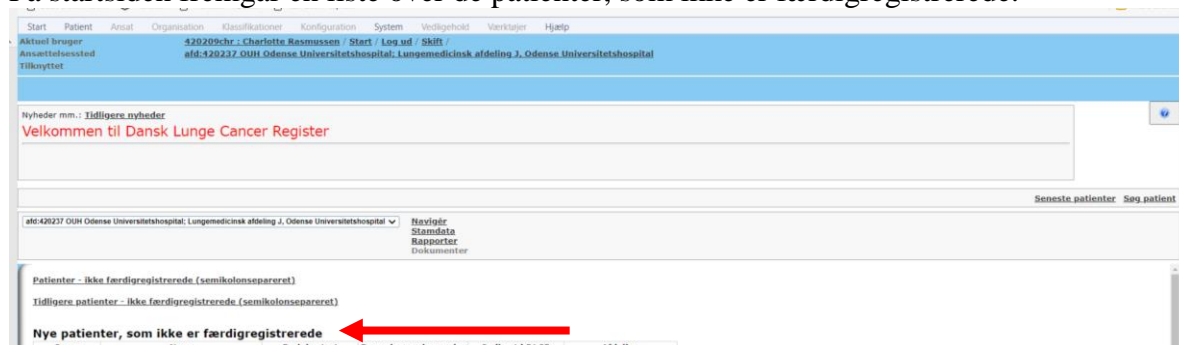 Start Patient Ansat Organisation Klassifikationer Konfiguration System Vedligehold Værktøjer Hjælp
Aktuel bruger 420209chr : Charlotte Rasmussen / Start / Log ud / Skift /
Ansættelsessted afd:420237 OUH Odense Universitetshospital; Lungemedicinsk afdeling J, Odense Universitetshospital
Tilknyttet
Nyheder mm.: Tidligere nyheder
Velkommen til Dansk Lunge Cancer Register
Seneste patienter Søg patient
afd:420237 OUH Odense Universitetshospital; Lungemedicinsk afdeling J, Odense Universitetshospital
Navigér
Stamdata
Rapporter
Dokumenter
Patienter - ikke færdigregistrerede (semikolonsepareret)
Tidligere patienter - ikke færdigregistrerede (semikolonsepareret)
Nye patienter, som ikke er færdigregistrerede